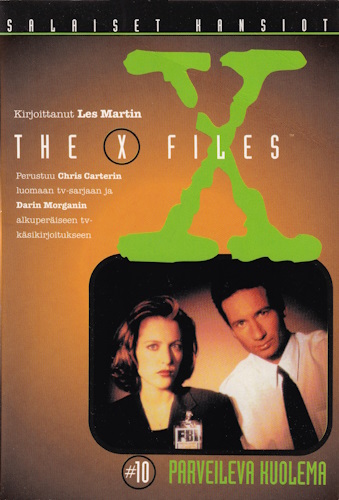 SALAISET KANSIOT
Kirjoittanut Les Martin
THE X FILES™
Perustuu Chris Carterin
luomaan tv-sarjaan ja
Darin Morganin
alkuperäiseen tv-
käsikirjoitukseen
X
FBI
#10 PARVEILEVA KUOLEMA